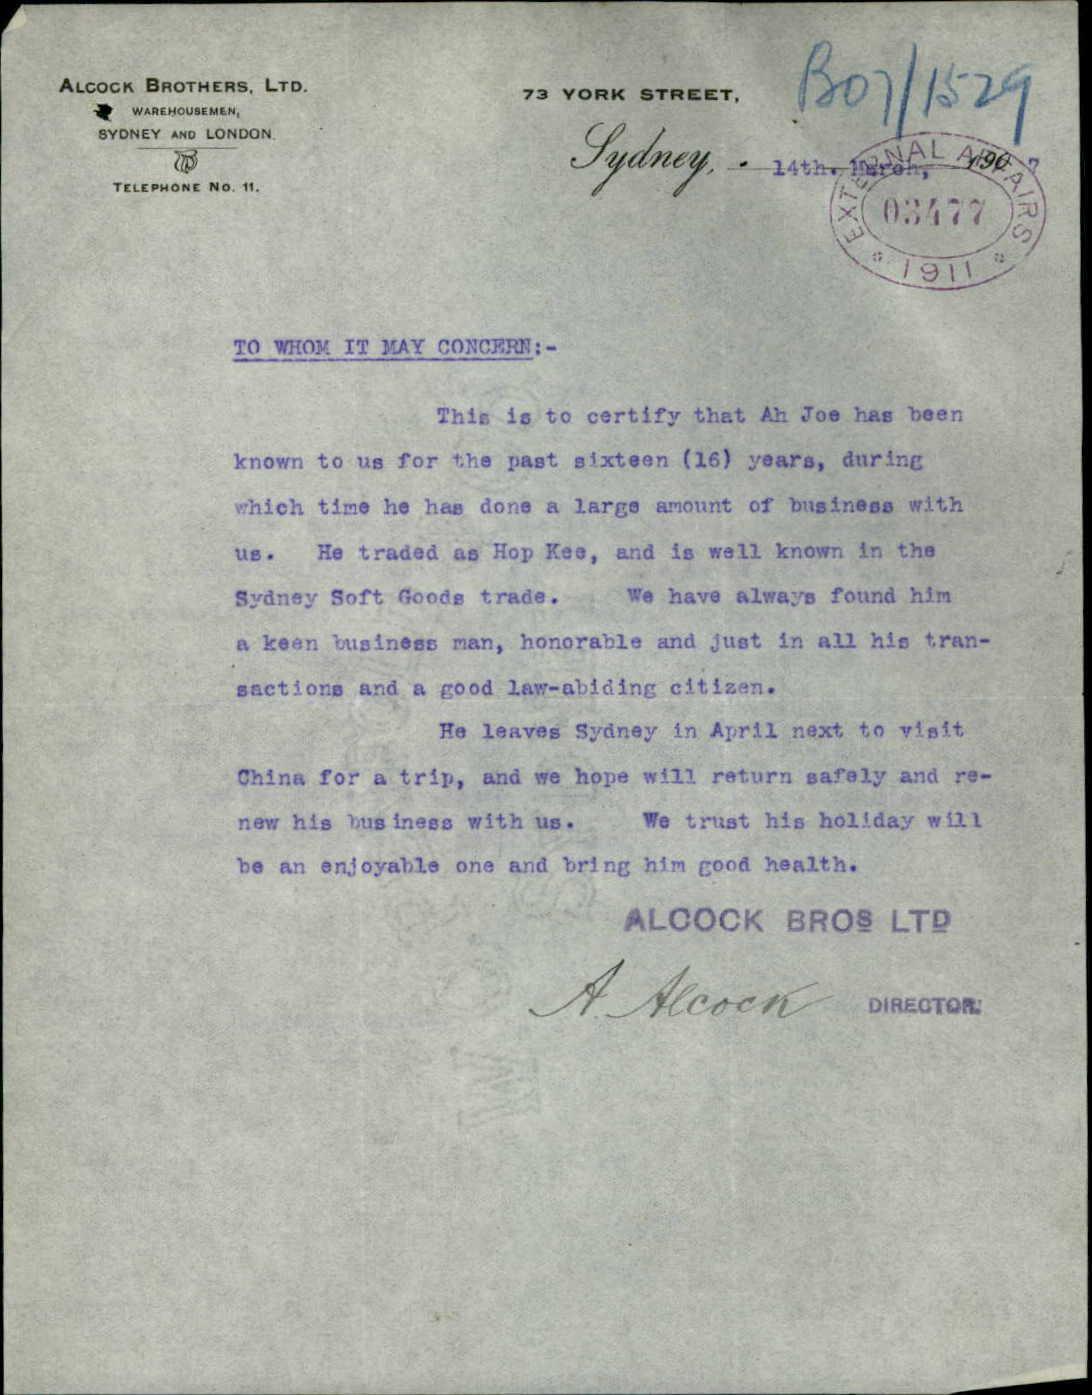 ALCOCK BROTHERS, LTD.
WAREHOUSEMEN,
SYDNEY AND LONDON.
TELEPHONE NO. 11.
73 YORK STREET,
Sydney, 14th. March, 1907
B07/1529
EXTERNAL AFFAIRS
03477
* 1911 *
TO WHOM IT MAY CONCERN:-
This is to certify that Ah Joe has been
known to us for the past sixteen (16) years, during
which time he has done a large amount of business with
us. He traded as Hop Kee, and is well known in the
Sydney Soft Goods trade. We have always found him
a keen business man, honorable and just in all his tran-
sactions and a good law-abiding citizen.
He leaves Sydney in April next to visit
China for a trip, and we hope will return safely and re-
new his business with us. We trust his holiday will
be an enjoyable one and bring him good health.
ALCOCK BROS LTD
A. Alcock DIRECTOR.